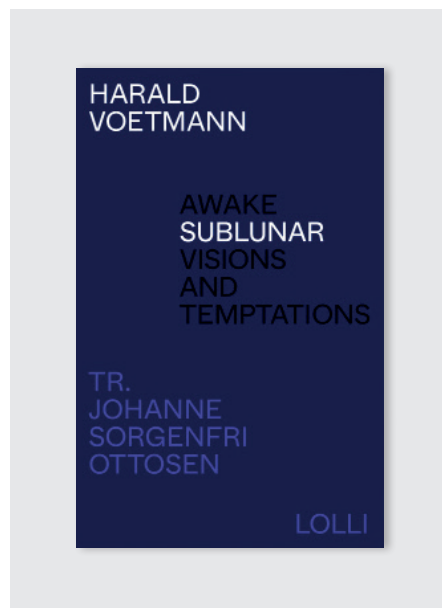 HARALD
VOETMANN
AWAKE
SUBLUNAR
VISIONS
AND
TEMPTATIONS
TR.
JOHANNE
SORGENFRI
OTTOSEN
LOLLI